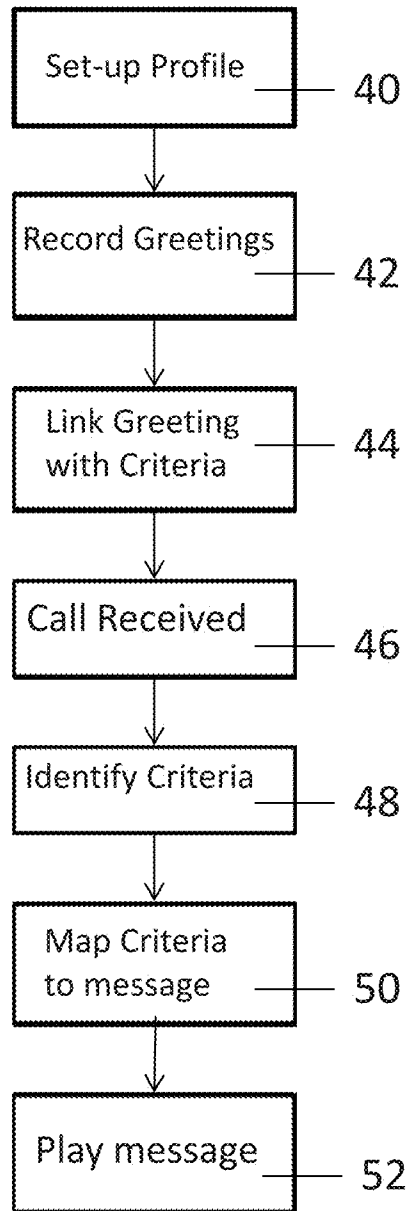 Set-up Profile
40
Record Greetings
42
Link Greeting
with Criteria
44
Call Received
46
Identify Criteria
48
Map Criteria
to message
50
Play message
52